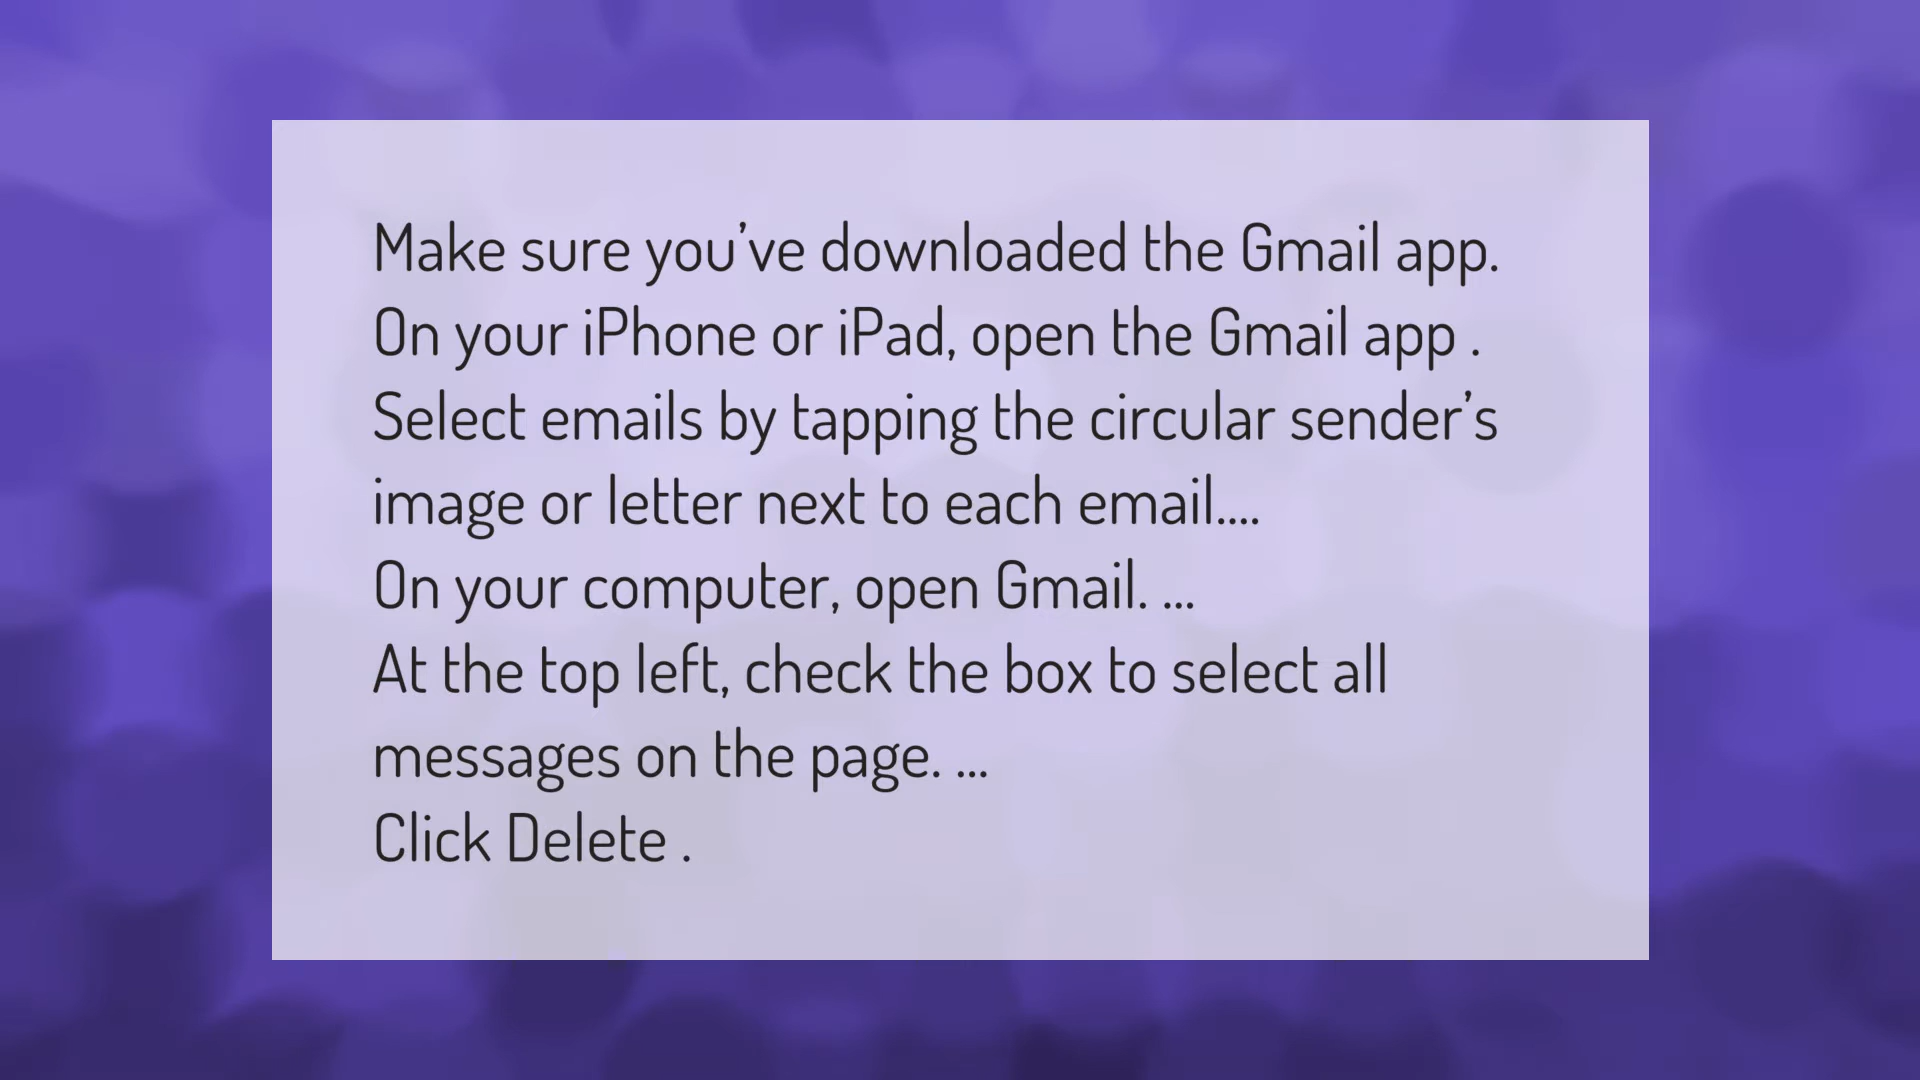 Make sure you’ve downloaded the Gmail app.
On your iPhone or iPad, open the Gmail app .
Select emails by tapping the circular sender’s
image or letter next to each email....
On your computer, open Gmail. ...
At the top left, check the box to select all
messages on the page. ...
Click Delete .